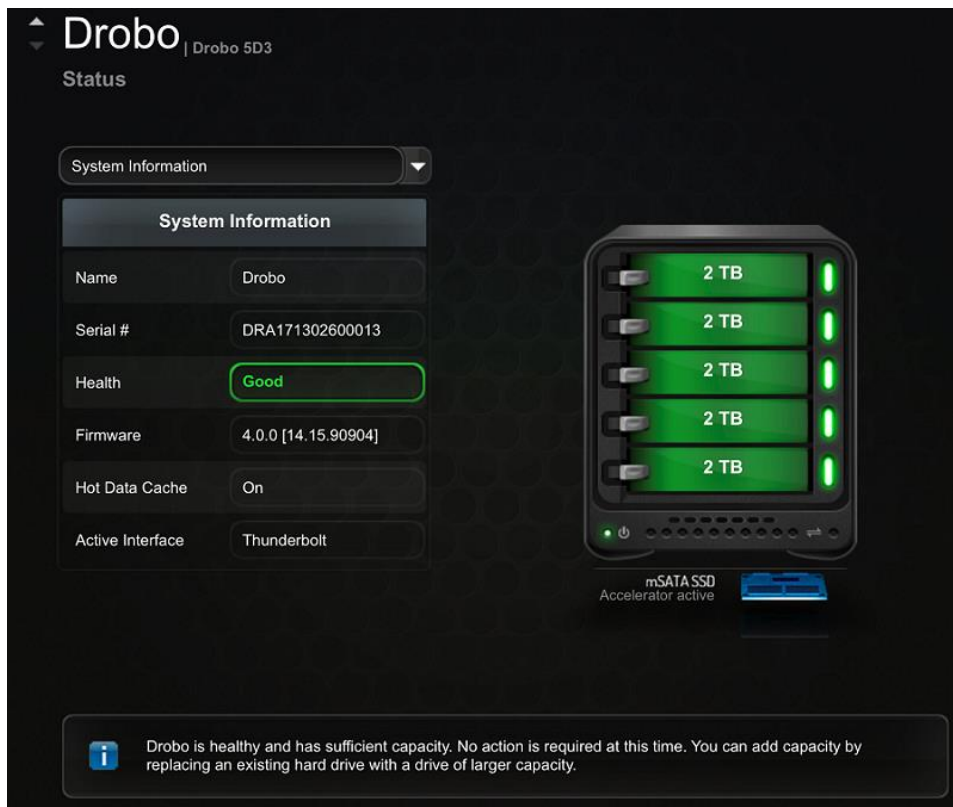 Drobo | Drobo 5D3
Status
System Information
System Information
Name Drobo
Serial # DRA171302600013
Health Good
Firmware 4.0.0 [14.15.90904]
Hot Data Cache On
Active Interface Thunderbolt
2 TB
2 TB
2 TB
2 TB
2 TB
mSATA SSD
Accelerator active
Drobo is healthy and has sufficient capacity. No action is required at this time. You can add capacity by
replacing an existing hard drive with a drive of larger capacity.